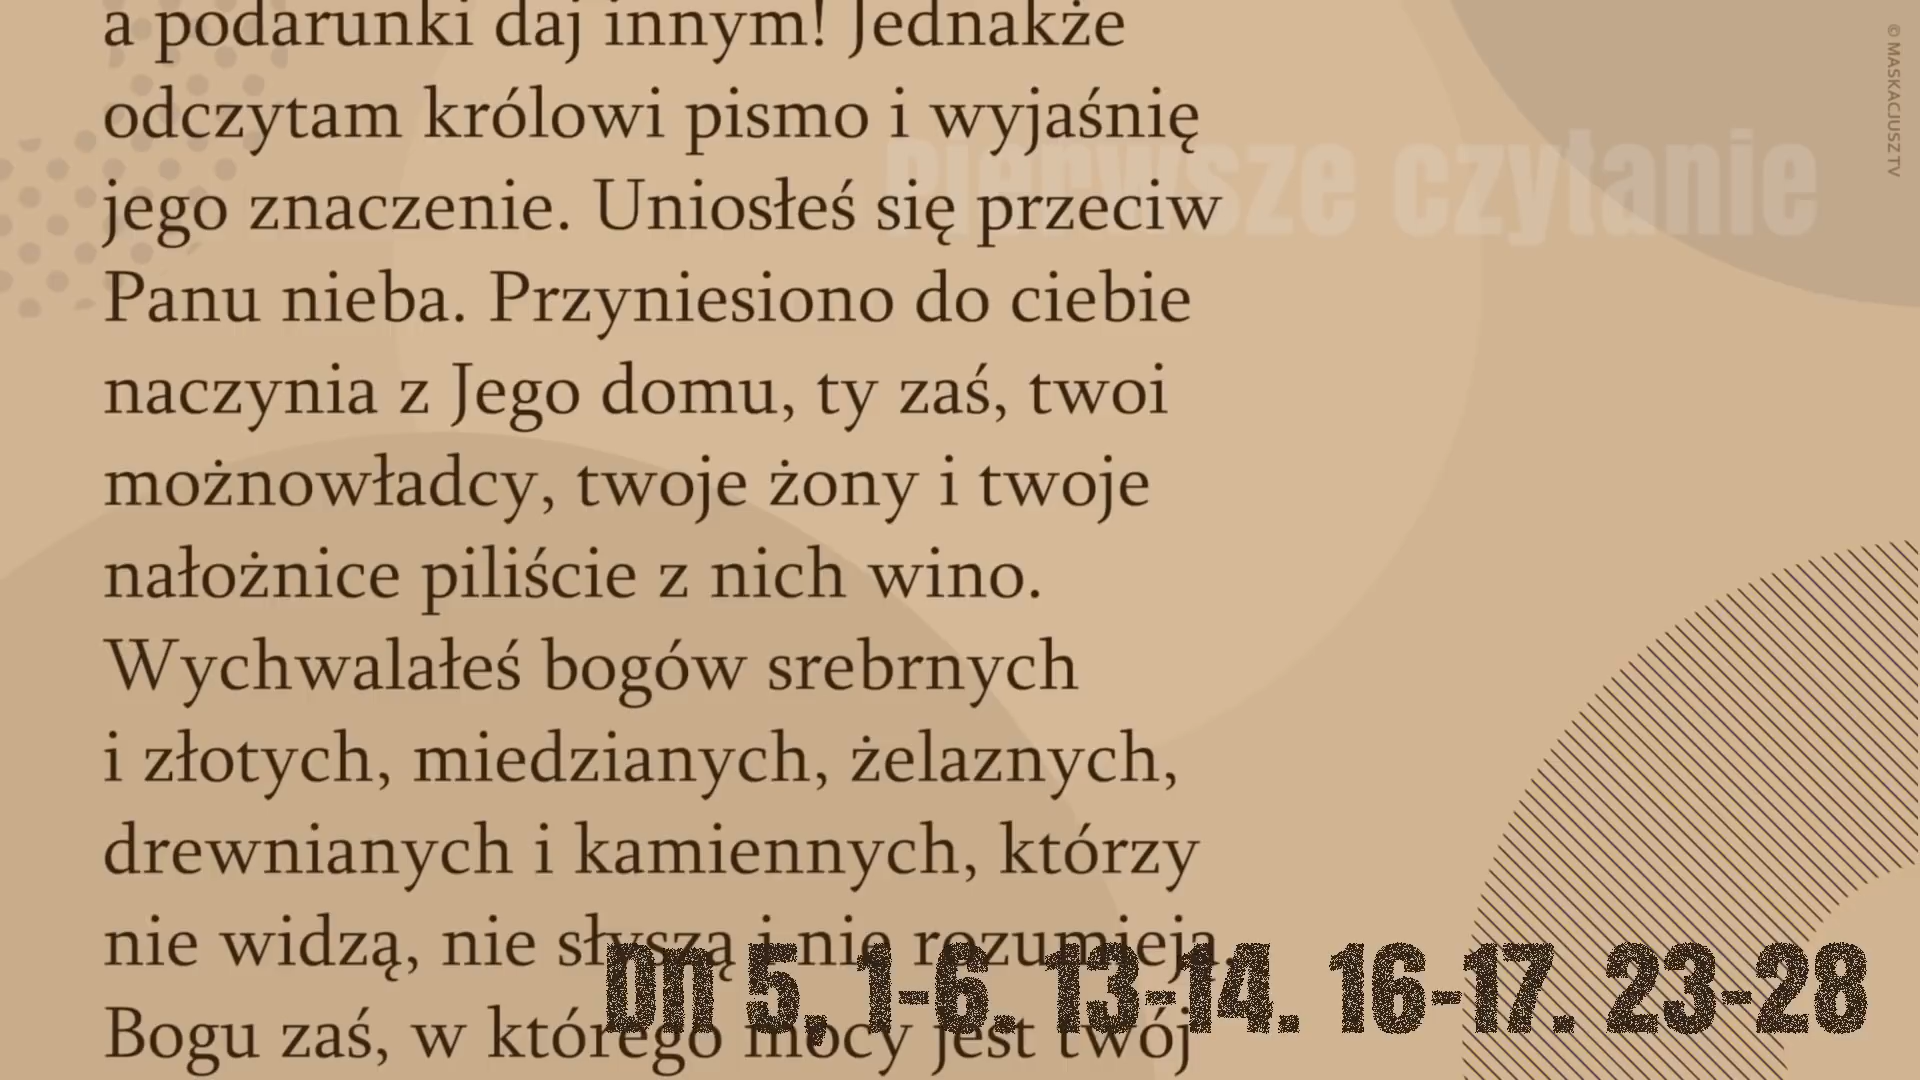 a podarunki daj innym! Jednakże
odczytam królowi pismo i wyjaśnię
jego znaczenie. Uniosłeś się przeciw
Panu nieba. Przyniesiono do ciebie
naczynia z Jego domu, ty zaś, twoi
możnowładcy, twoje żony i twoje
nałożnice piliście z nich wino.
Wychwalałeś bogów srebrnych
i złotych, miedzianych, żelaznych,
drewnianych i kamiennych, którzy
nie widzą, nie słyszą i nie rozumieją.
Bogu zaś, w którego mocy jest twój
Pierwsze czytanie
© MASKACJUSZ TV
Dn 5, 1-6. 13-14. 16-17. 23-28